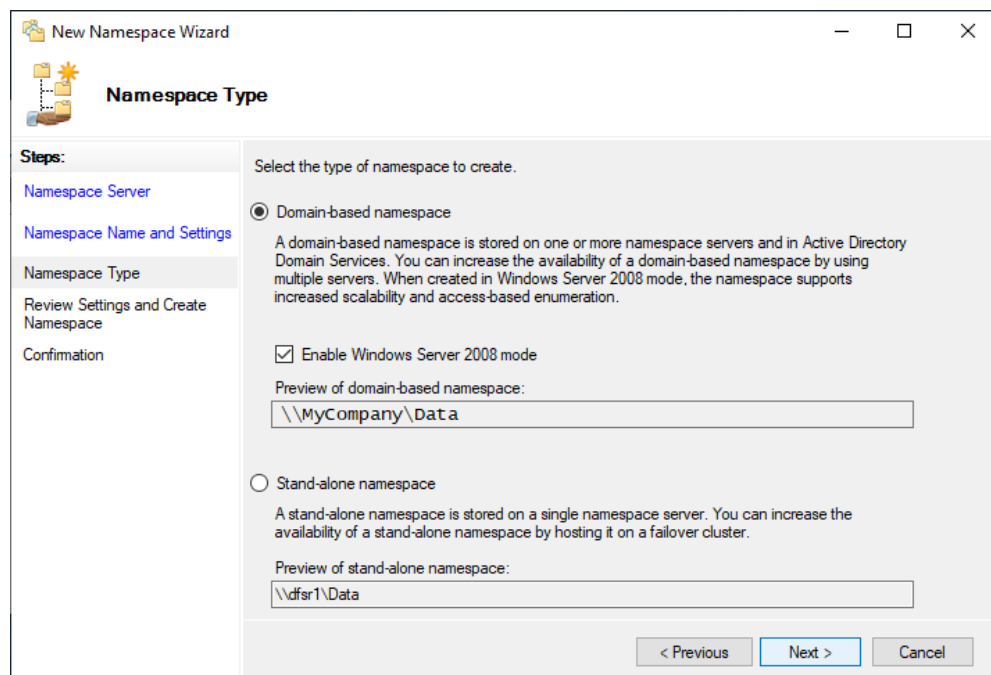 New Namespace Wizard
Namespace Type
Steps:
Namespace Server
Namespace Name and Settings
Namespace Type
Review Settings and Create
Namespace
Confirmation
Select the type of namespace to create.
Domain-based namespace
A domain-based namespace is stored on one or more namespace servers and in Active Directory
Domain Services. You can increase the availability of a domain-based namespace by using
multiple servers. When created in Windows Server 2008 mode, the namespace supports
increased scalability and access-based enumeration.
Enable Windows Server 2008 mode
Preview of domain-based namespace:
\\MyCompany\Data
Stand-alone namespace
A stand-alone namespace is stored on a single namespace server. You can increase the
availability of a stand-alone namespace by hosting it on a failover cluster.
Preview of stand-alone namespace:
\\dfsr1\Data
< Previous Next > Cancel